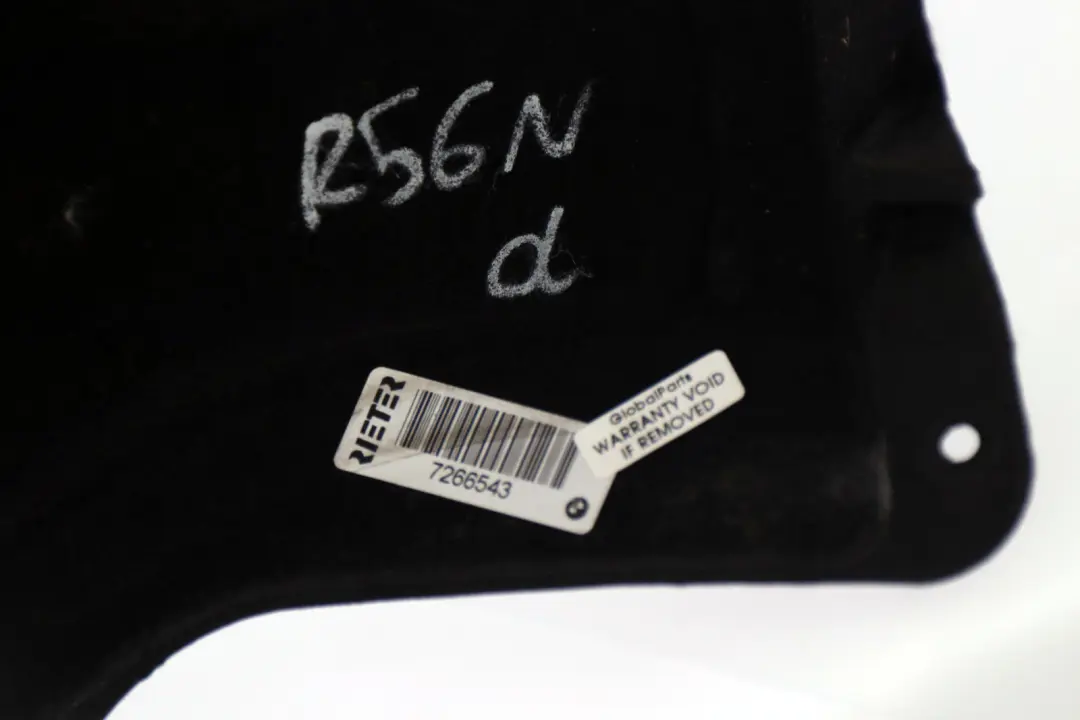 R56N
d
RIETER
7266543
GlobalParts
WARRANTY VOID
IF REMOVED